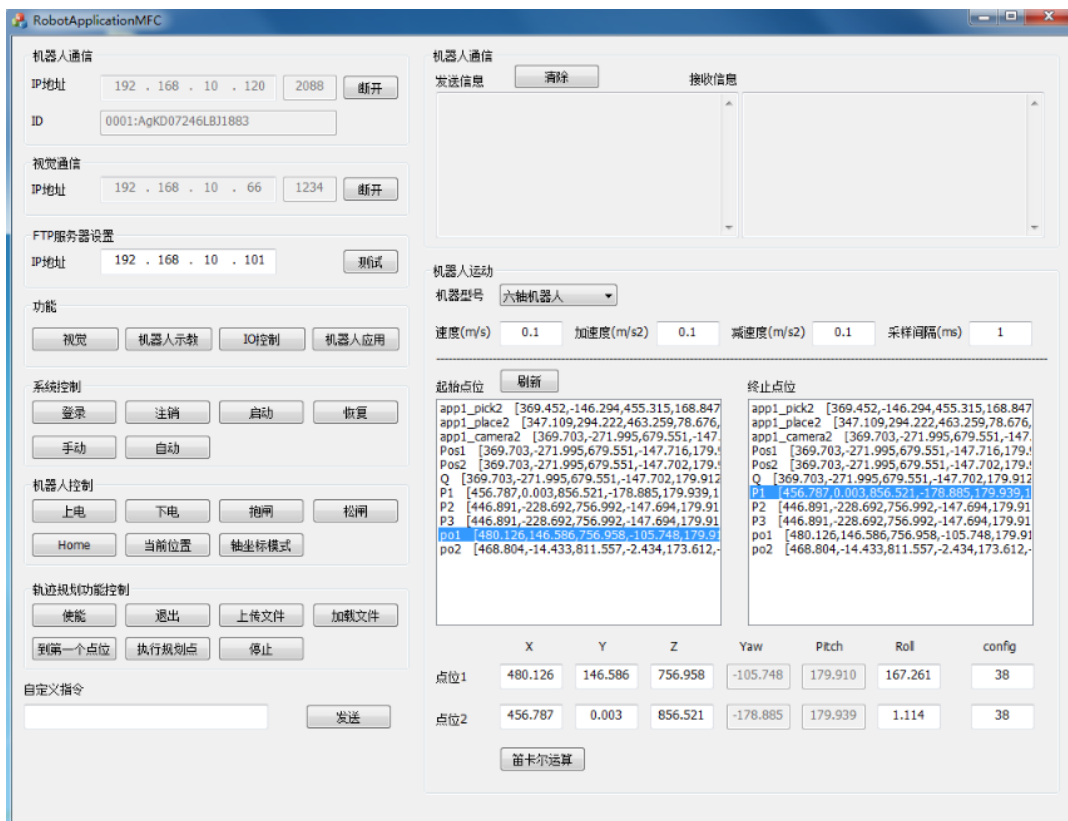 RobotApplicationMFC
机器人通信
IP地址 192 . 168 . 10 . 120 2088 断开
ID 0001:AgKD07246LBJ1883
视觉通信
IP地址 192 . 168 . 10 . 66 1234 断开
FTP服务器设置
IP地址 192 . 168 . 10 . 101 测试
功能
视觉 机器人示教 IO控制 机器人应用
系统控制
登录 注销 启动 恢复
手动 自动
机器人控制
上电 下电 抱闸 松闸
Home 当前位置 轴坐标模式
轨迹规划功能控制
使能 退出 上传文件 加载文件
到第一个点位 执行规划点 停止
自定义指令
发送
机器人通信
发送信息 清除 接收信息
机器人运动
机器型号 六轴机器人
速度(m/s) 0.1 加速度(m/s2) 0.1 减速度(m/s2) 0.1 采样间隔(ms) 1
起始点位 刷新
app1_pick2 [369.452,-146.294,455.315,168.847
app1_place2 [347.109,294.222,463.259,78.676,
app1_camera2 [369.703,-271.995,679.551,-147.
Pos1 [369.703,-271.995,679.551,-147.716,179.
Pos2 [369.703,-271.995,679.551,-147.702,179.
Q [369.703,-271.995,679.551,-147.702,179.912
P1 [456.787,0.003,856.521,-178.885,179.939,1
P2 [446.891,-228.692,756.992,-147.694,179.91
P3 [446.891,-228.692,756.992,-147.694,179.91
po1 [480.126,146.586,756.958,-105.748,179.91
po2 [468.804,-14.433,811.557,-2.434,173.612,-
终止点位
app1_pick2 [369.452,-146.294,455.315,168.847
app1_place2 [347.109,294.222,463.259,78.676,
app1_camera2 [369.703,-271.995,679.551,-147.
Pos1 [369.703,-271.995,679.551,-147.716,179.
Pos2 [369.703,-271.995,679.551,-147.702,179.
Q [369.703,-271.995,679.551,-147.702,179.912
P1 [456.787,0.003,856.521,-178.885,179.939,1
P2 [446.891,-228.692,756.992,-147.694,179.91
P3 [446.891,-228.692,756.992,-147.694,179.91
po1 [480.126,146.586,756.958,-105.748,179.91
po2 [468.804,-14.433,811.557,-2.434,173.612,-
X Y Z Yaw Pitch Roll config
点位1 480.126 146.586 756.958 -105.748 179.910 167.261 38
点位2 456.787 0.003 856.521 -178.885 179.939 1.114 38
笛卡尔运算